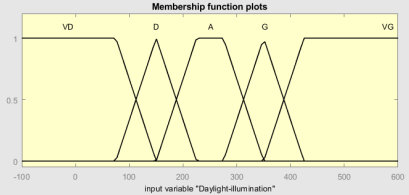 Membership function plots
VD D A G VG
1
0.5
0
-100 0 100 200 300 400 500 600
input variable "Daylight-illumination"